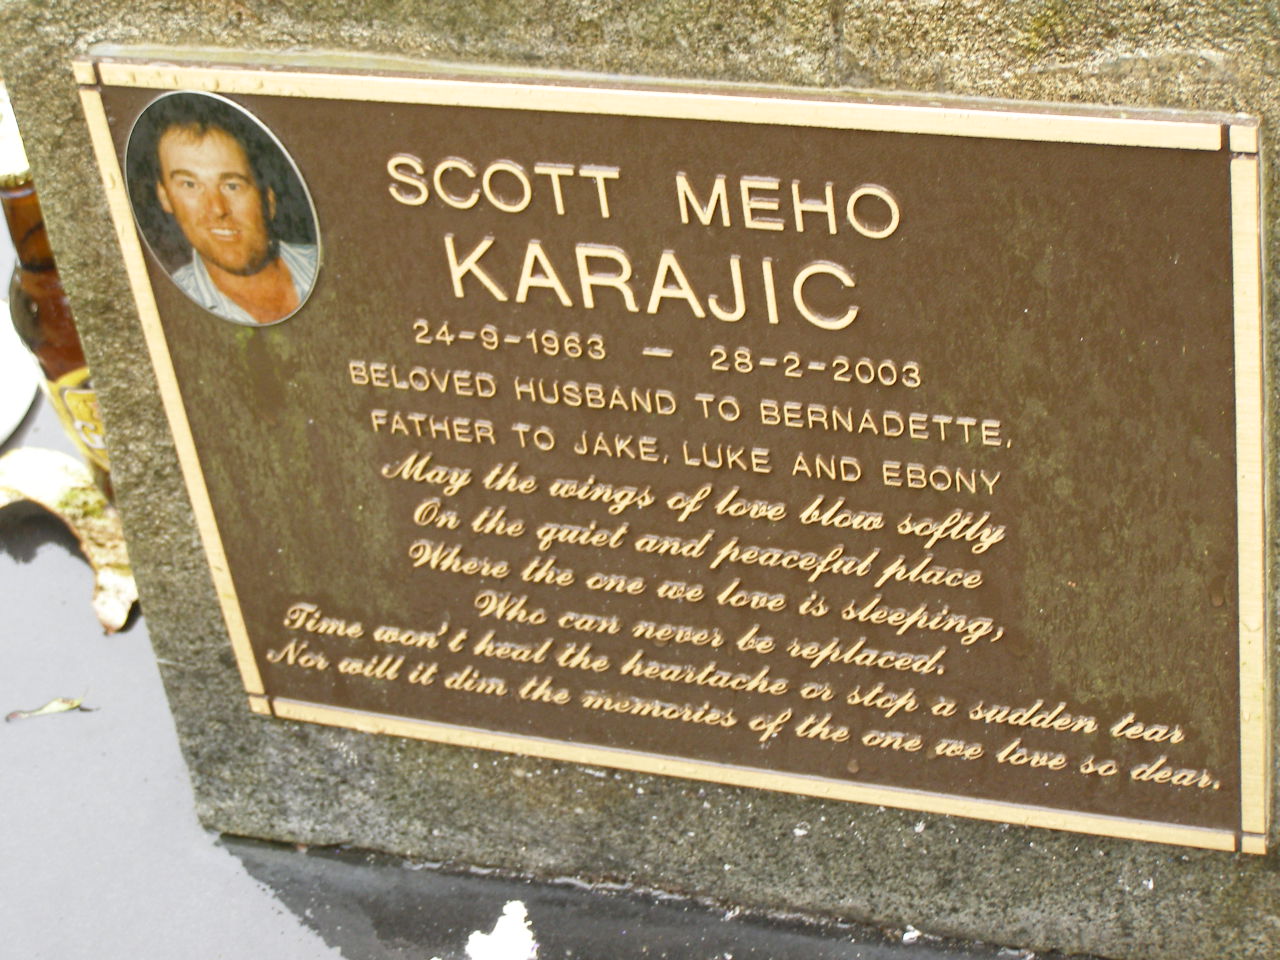 SCOTT MEHO
KARAJIC
24-9-1963 — 28-2-2003
BELOVED HUSBAND TO BERNADETTE,
FATHER TO JAKE, LUKE AND EBONY
May the wings of love blow softly
On the quiet and peaceful place
Where the one we love is sleeping,
Who can never be replaced.
Time won't heal the heartache or stop a sudden tear
Nor will it dim the memories of the one we love so dear.